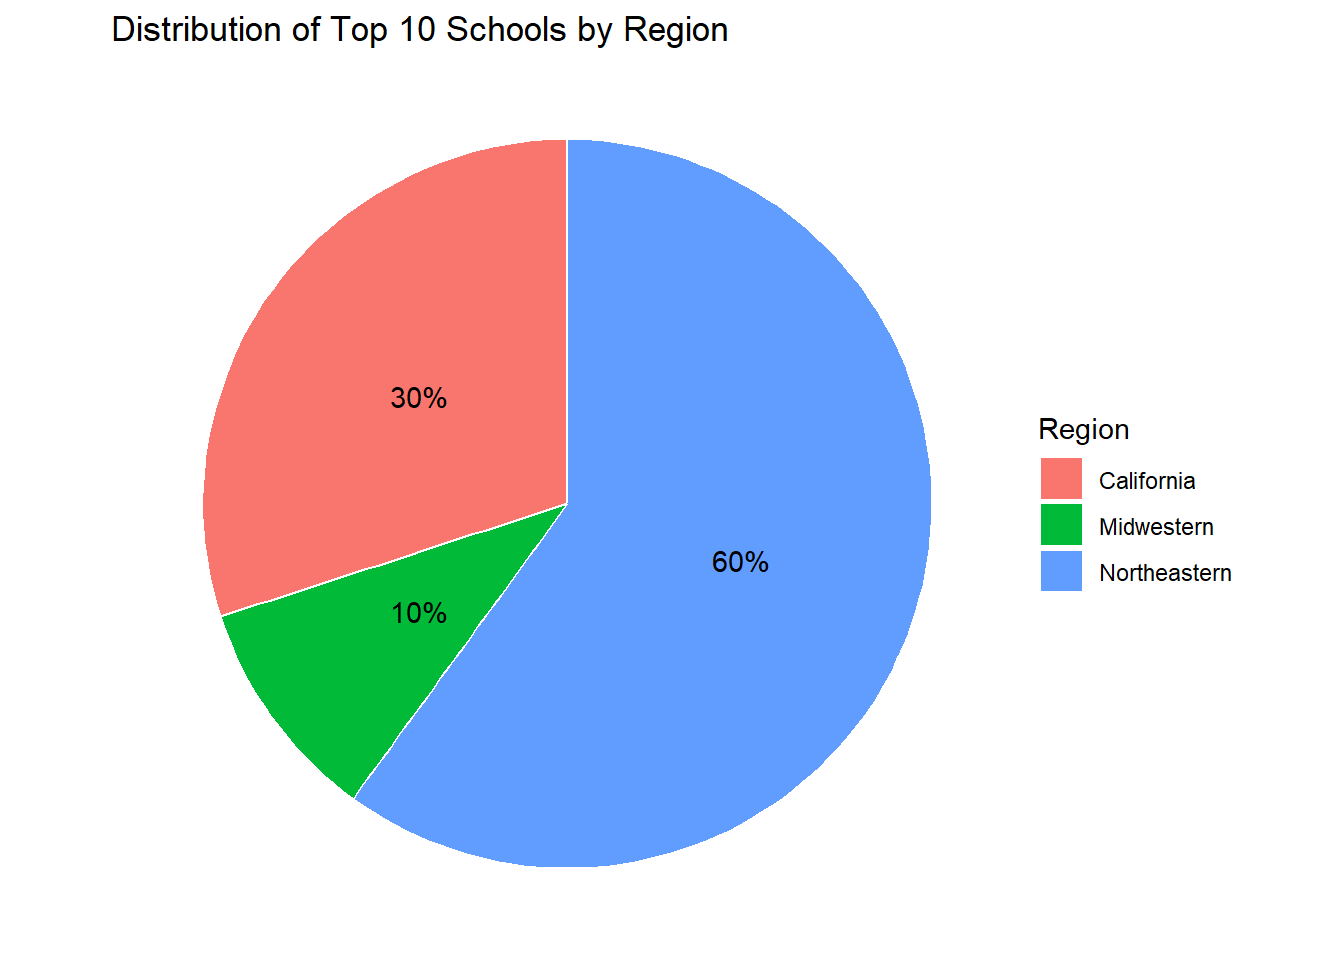 Distribution of Top 10 Schools by Region
30%
60%
10%
Region
California
Midwestern
Northeastern